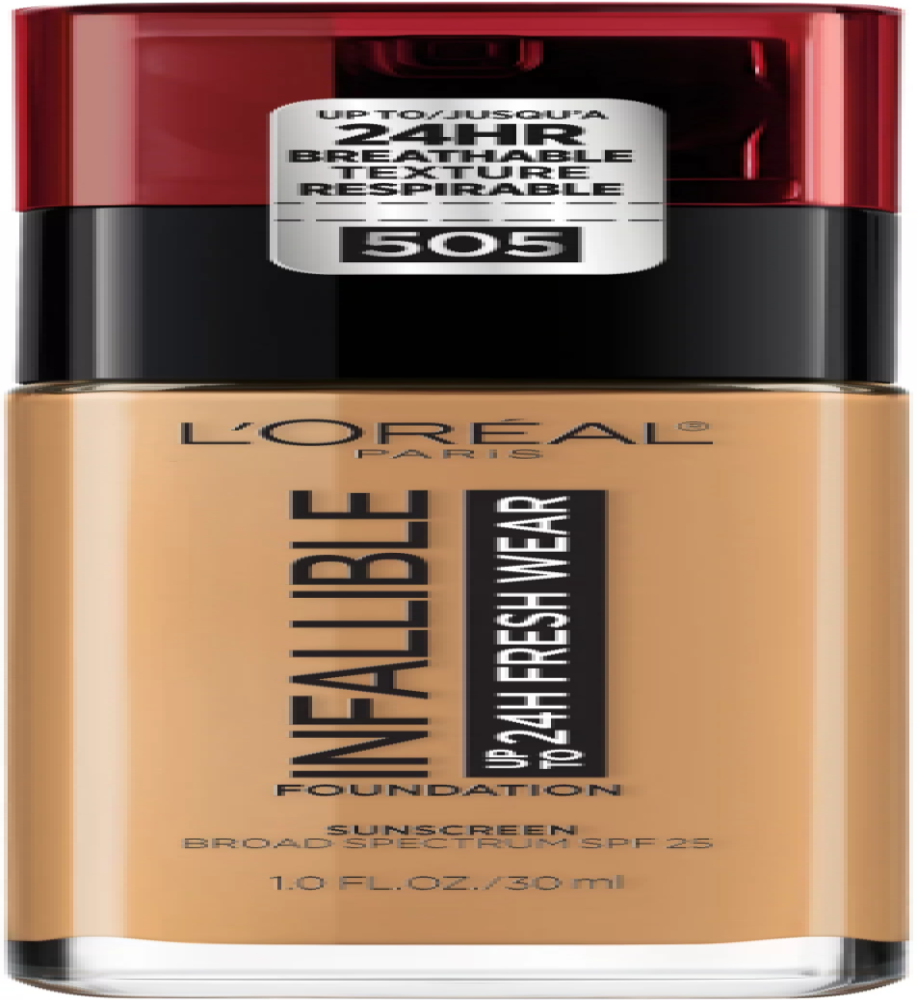 UP TO/JUSQU'A
24HR
BREATHABLE
TEXTURE
RESPIRABLE
505
L'ORÉAL®
PARIS
INFALLIBLE
UP TO 24H FRESH WEAR
FOUNDATION
SUNSCREEN
BROAD SPECTRUM SPF 25
1.0 FL.OZ./30 ml